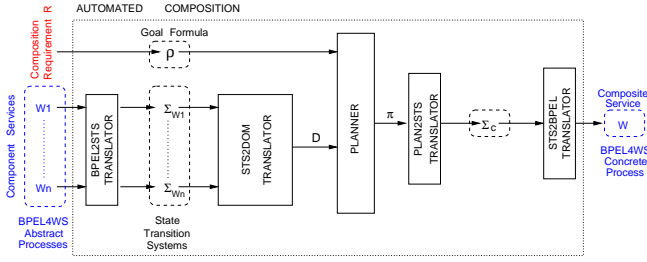 Composition
Requirement R
AUTOMATED COMPOSITION
Goal Formula
ρ
Component Services
W1
Wn
BPEL4WS
Abstract
Processes
BPEL2STS
TRANSLATOR
ΣW1
ΣWn
State
Transition
Systems
STS2DOM
TRANSLATOR
D
PLANNER
π
PLAN2STS
TRANSLATOR
Σc
STS2BPEL
TRANSLATOR
Composite
Service
W
BPEL4WS
Concrete
Process